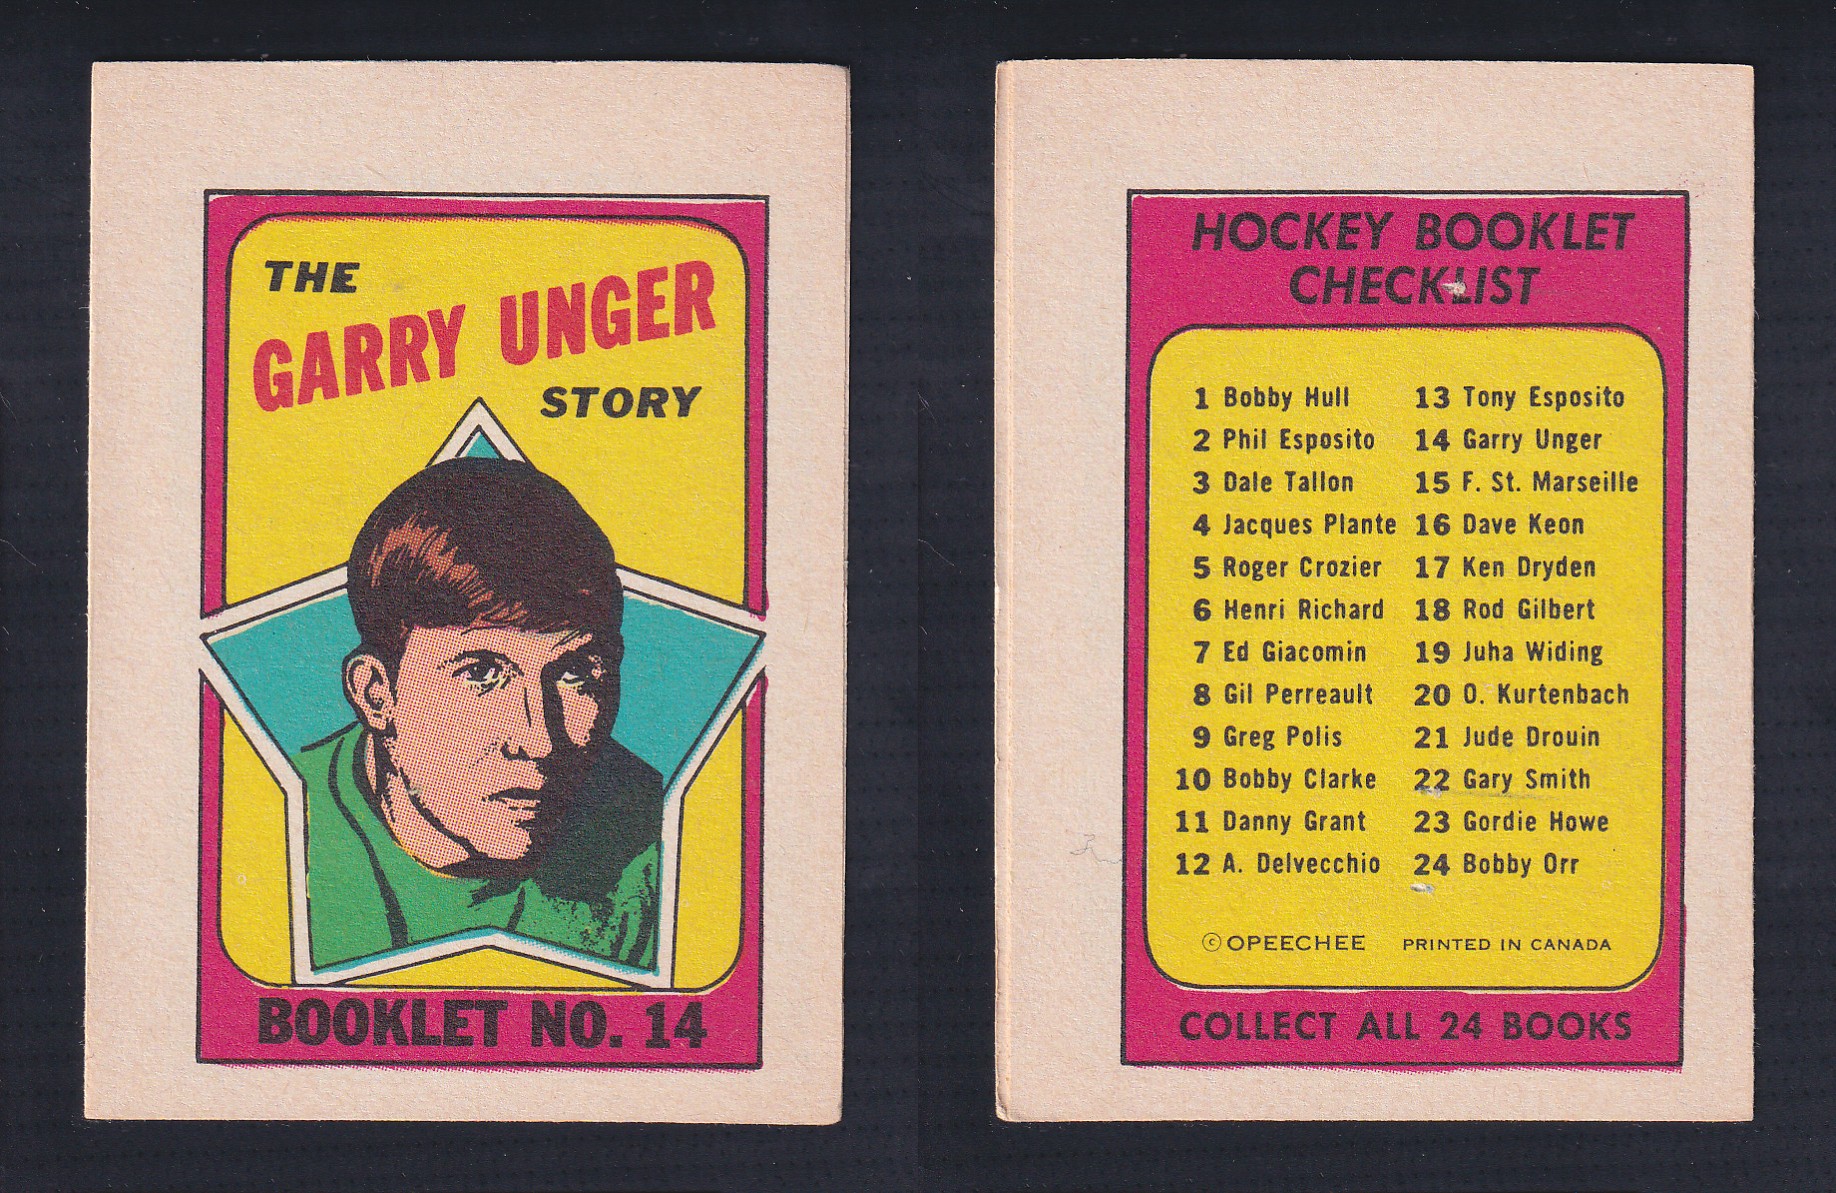 THE
GARRY UNGER
STORY
BOOKLET NO. 14
HOCKEY BOOKLET
CHECKLIST
1 Bobby Hull
2 Phil Esposito
3 Dale Tallon
4 Jacques Plante
5 Roger Crozier
6 Henri Richard
7 Ed Giacomin
8 Gil Perreault
9 Greg Polis
10 Bobby Clarke
11 Danny Grant
12 A. Delvecchio
13 Tony Esposito
14 Garry Unger
15 F. St. Marseille
16 Dave Keon
17 Ken Dryden
18 Rod Gilbert
19 Juha Widing
20 O. Kurtenbach
21 Jude Drouin
22 Gary Smith
23 Gordie Howe
24 Bobby Orr
© OPEECHEE PRINTED IN CANADA
COLLECT ALL 24 BOOKS